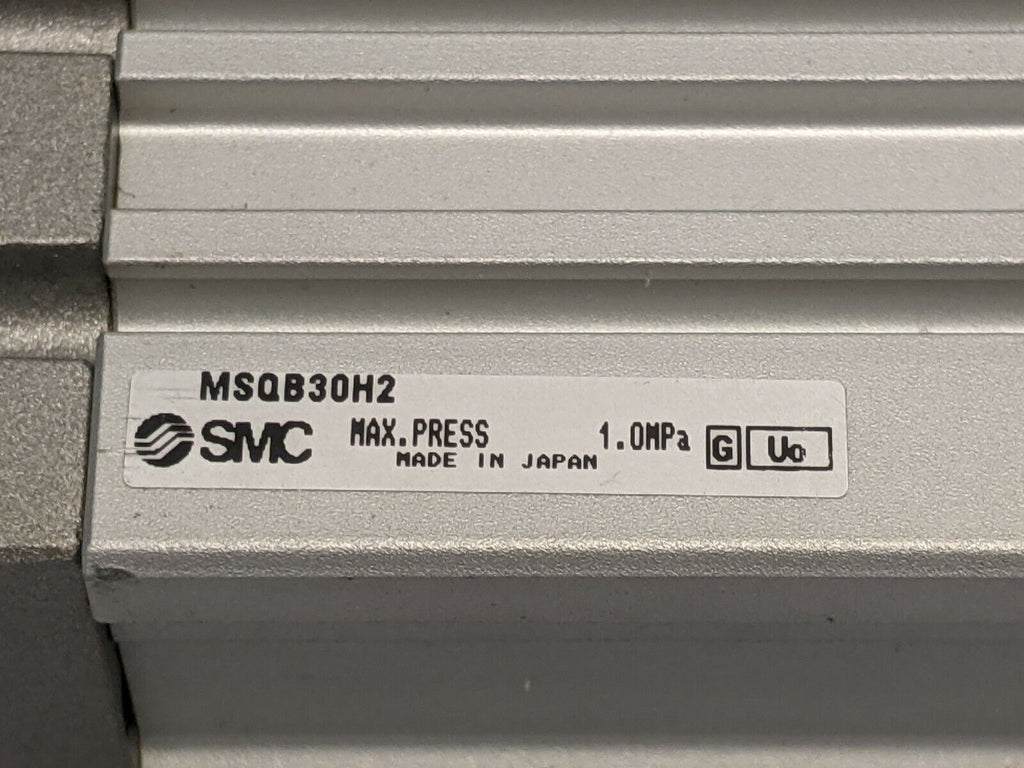 MSQB30H2
SMC MAX.PRESS 1.0MPa G Uo
MADE IN JAPAN